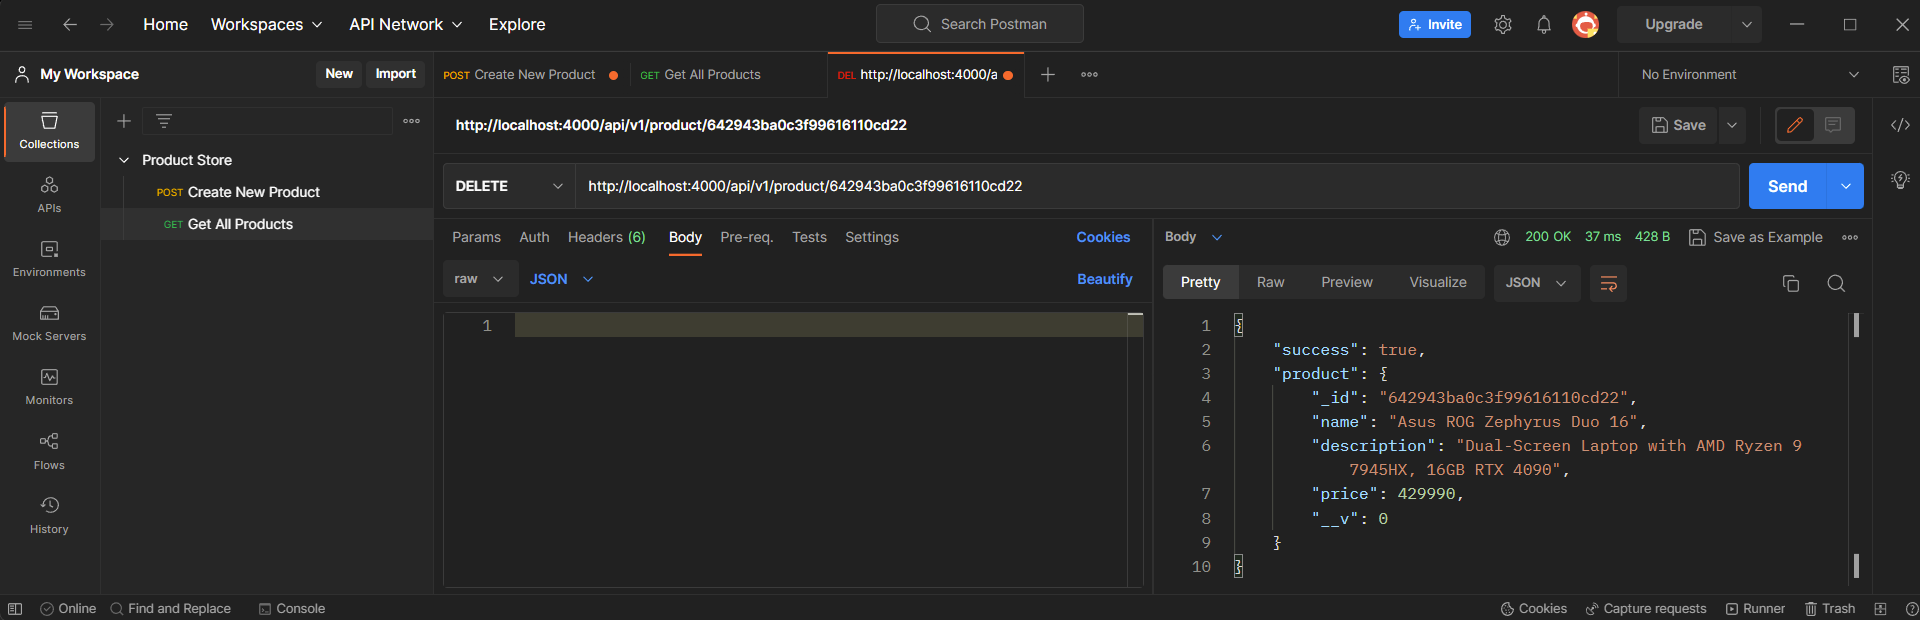 Home Workspaces API Network Explore Search Postman Invite Upgrade
My Workspace New Import POST Create New Product GET Get All Products DEL http://localhost:4000/a No Environment
Collections
APIs
Environments
Mock Servers
Monitors
Flows
History
Product Store
POST Create New Product
GET Get All Products
http://localhost:4000/api/v1/product/642943ba0c3f99616110cd22 Save
DELETE http://localhost:4000/api/v1/product/642943ba0c3f99616110cd22 Send
Params Auth Headers (6) Body Pre-req. Tests Settings Cookies
raw JSON Beautify
1
Body 200 OK 37 ms 428 B Save as Example
Pretty Raw Preview Visualize JSON
1 {
2 "success": true,
3 "product": {
4 "_id": "642943ba0c3f99616110cd22",
5 "name": "Asus ROG Zephyrus Duo 16",
6 "description": "Dual-Screen Laptop with AMD Ryzen 9
7945HX, 16GB RTX 4090",
7 "price": 429990,
8 "__v": 0
9 }
10 }
Online Find and Replace Console Cookies Capture requests Runner Trash